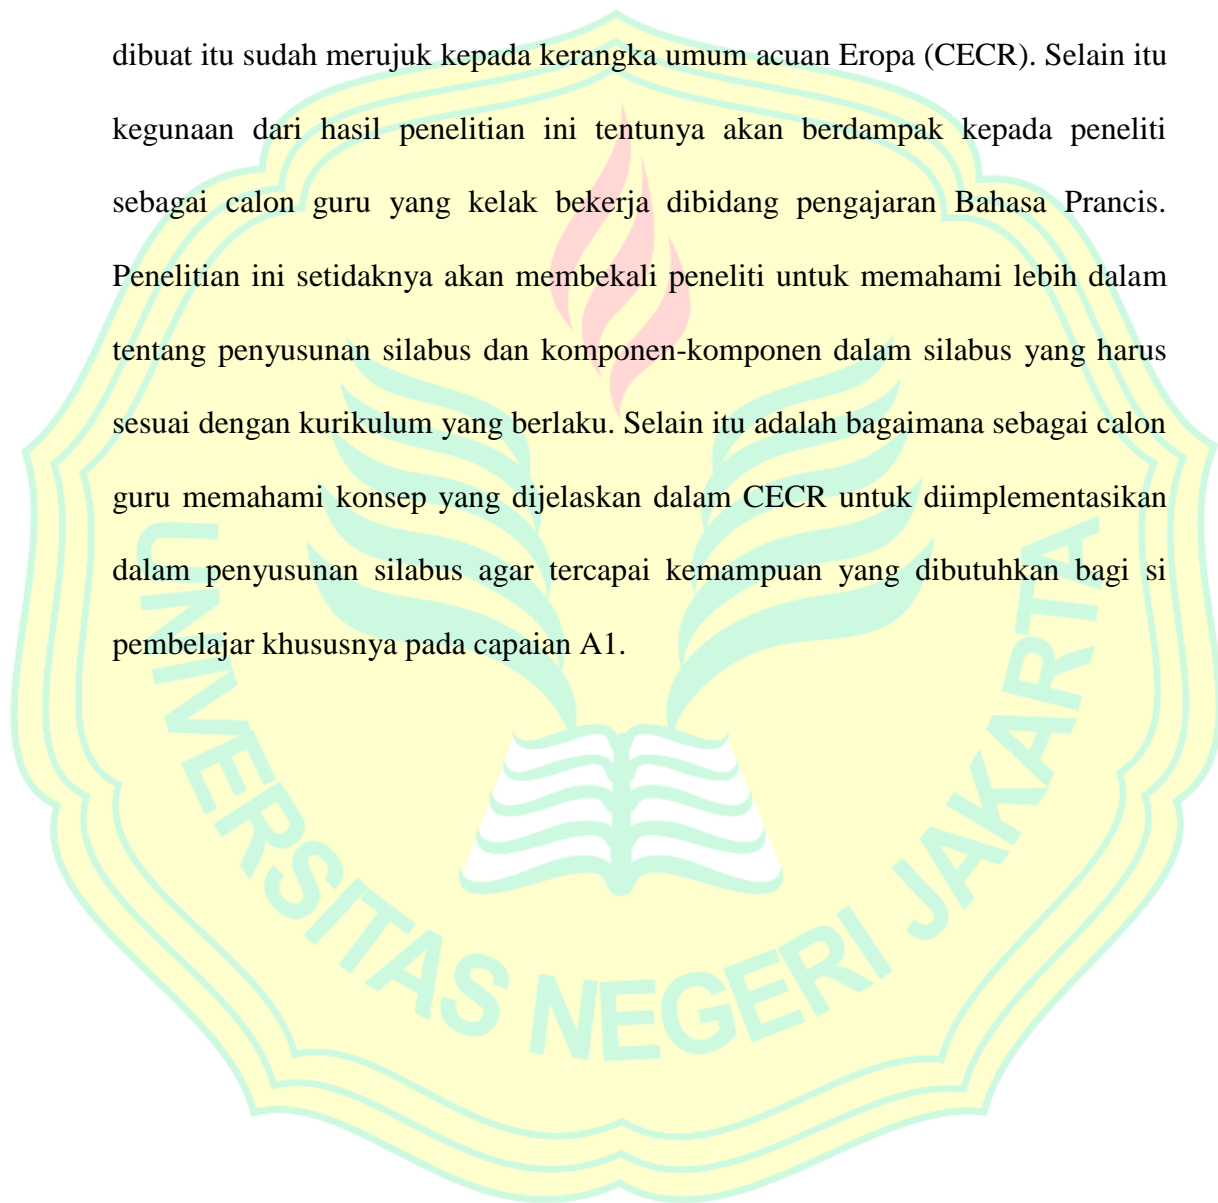 dibuat itu sudah merujuk kepada kerangka umum acuan Eropa (CECR). Selain itu
kegunaan dari hasil penelitian ini tentunya akan berdampak kepada peneliti
sebagai calon guru yang kelak bekerja dibidang pengajaran Bahasa Prancis.
Penelitian ini setidaknya akan membekali peneliti untuk memahami lebih dalam
tentang penyusunan silabus dan komponen-komponen dalam silabus yang harus
sesuai dengan kurikulum yang berlaku. Selain itu adalah bagaimana sebagai calon
guru memahami konsep yang dijelaskan dalam CECR untuk diimplementasikan
dalam penyusunan silabus agar tercapai kemampuan yang dibutuhkan bagi si
pembelajar khususnya pada capaian A1.
UNIVERSITAS NEGERI JAKARTA